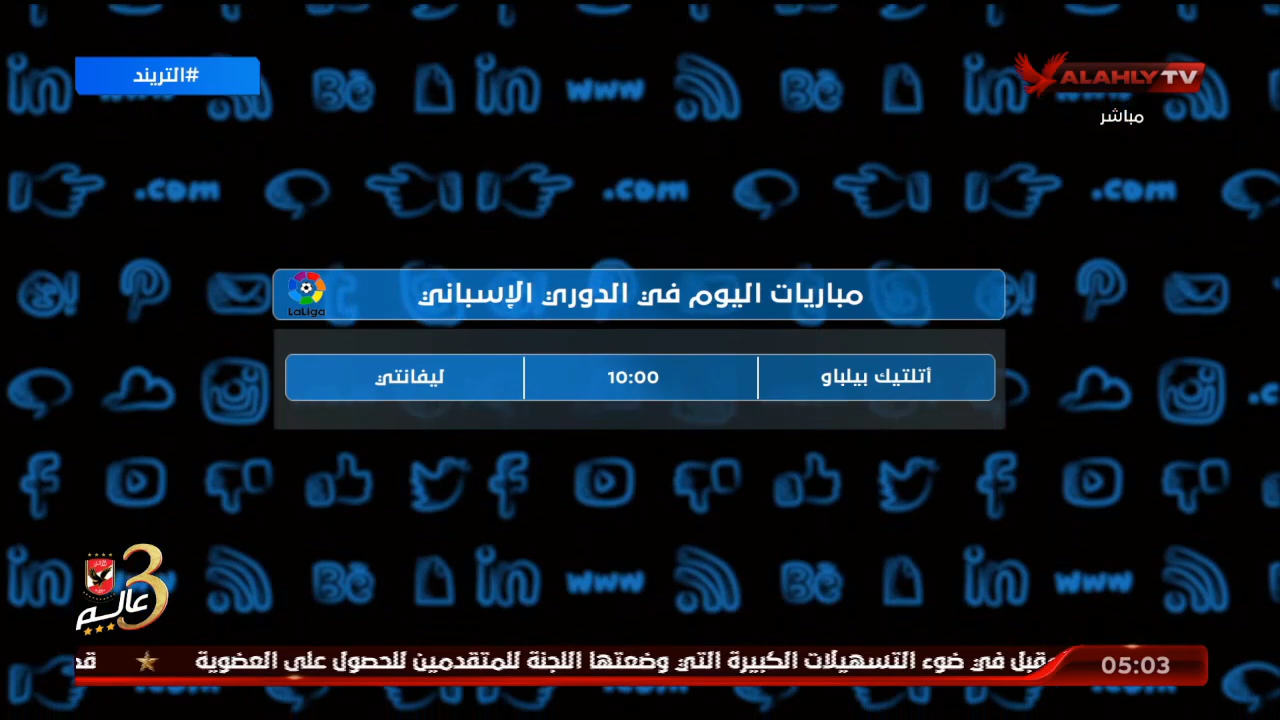 #التريند
ALAHLY TV
مباشر
مباريات اليوم في الدوري الإسباني
LaLiga
أتلتيك بيلباو 10:00 ليفانتي
3 عالم
في ضوء التسهيلات الكبيرة التي وضعتها اللجنة للمتقدمين للحصول على العضوية
05:03